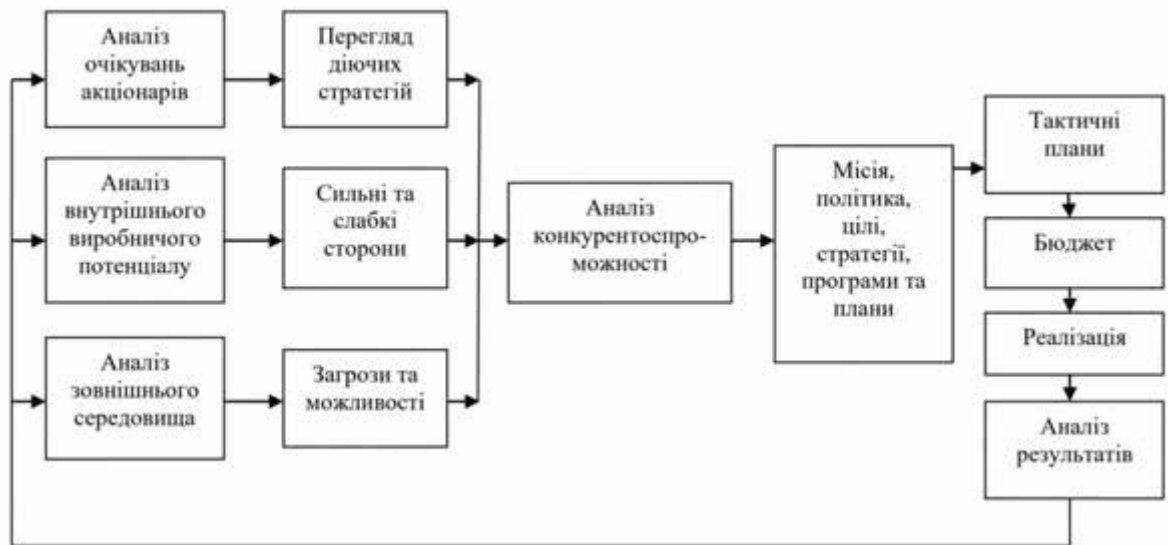 Аналіз
очікувань
акціонарів
Перегляд
діючих
стратегій
Аналіз
внутрішнього
виробничого
потенціалу
Сильні та
слабкі
сторони
Аналіз
зовнішнього
середовища
Загрози та
можливості
Аналіз
конкурентоспро-
можності
Місія,
політика,
цілі,
стратегії,
програми та
плани
Тактичні
плани
Бюджет
Реалізація
Аналіз
результатів